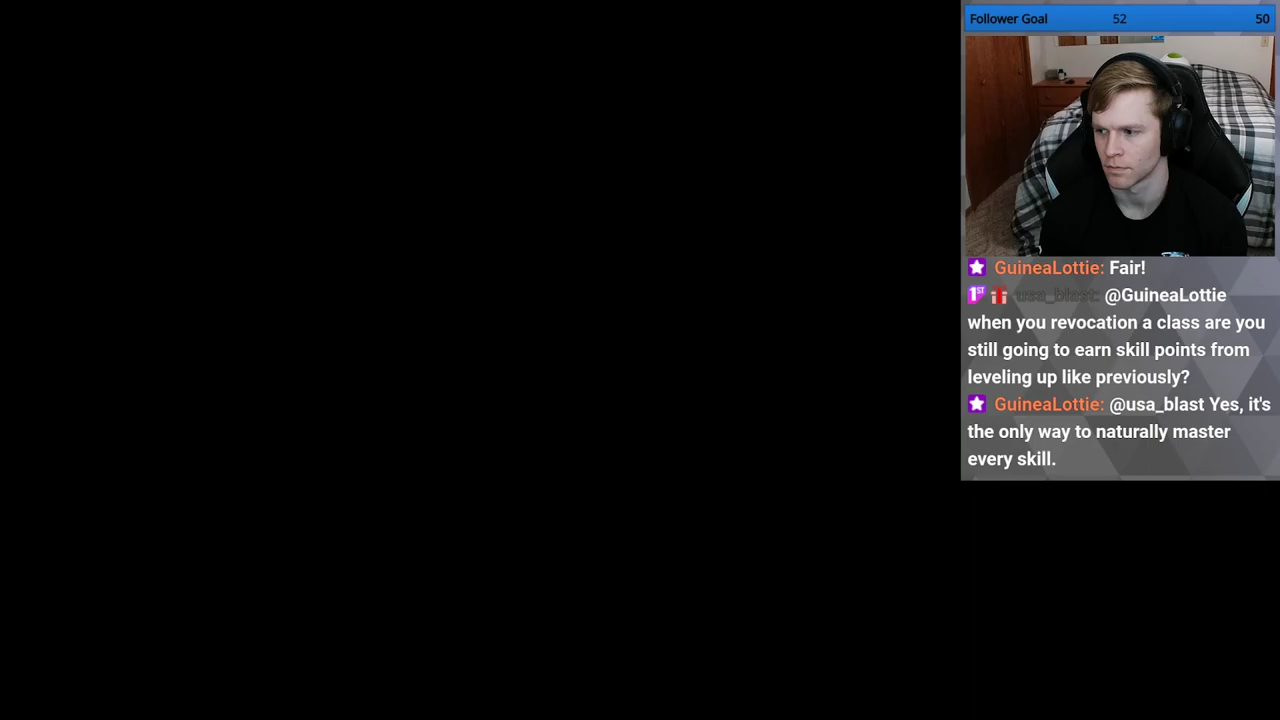 Follower Goal 52 50
GuineaLottie: Fair!
usa_blast: @GuineaLottie
when you revocation a class are you
still going to earn skill points from
leveling up like previously?
GuineaLottie: @usa_blast Yes, it's
the only way to naturally master
every skill.